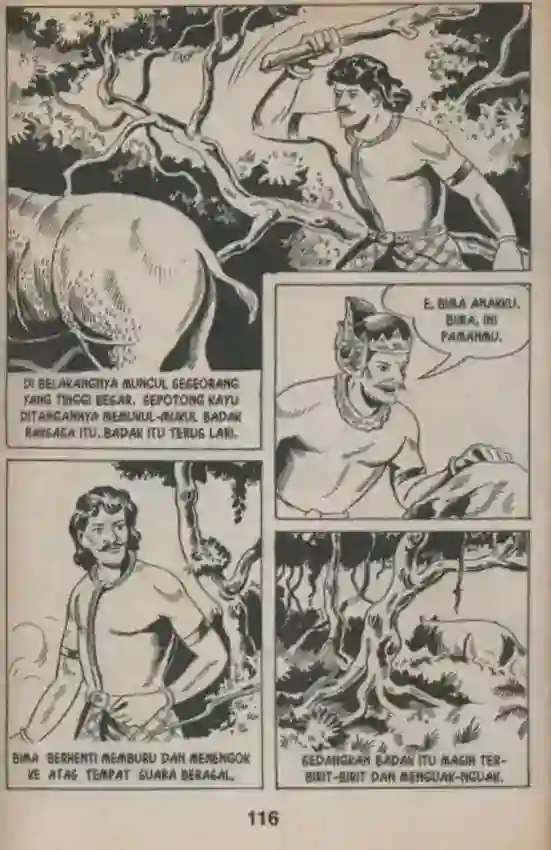 DI BELAKANGNYA MUNCUL SESEORANG
YANG TINGGI BESAR. SEPOTONG KAYU
DITANGANNYA MEMUKUL-MUKUL BADAK
RAKSASA ITU. BADAK ITU TERUS LARI.
E, BIMA ANAKKU.
BIMA, INI
PAMANMU.
BIMA BERHENTI MEMBURU DAN MENENGOK
KE ATAS TEMPAT SUARA BERASAL.
SEDANGKAN BADAK ITU MASIH TER-
BIRIT-BIRIT DAN MENGUAK-NGUAK.
116